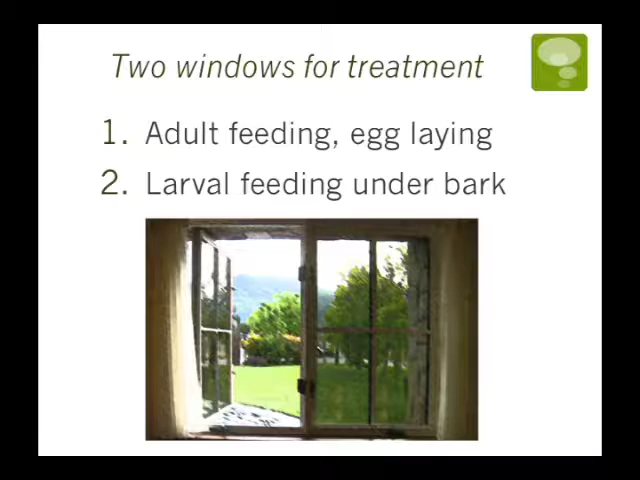 Two windows for treatment
1. Adult feeding, egg laying
2. Larval feeding under bark